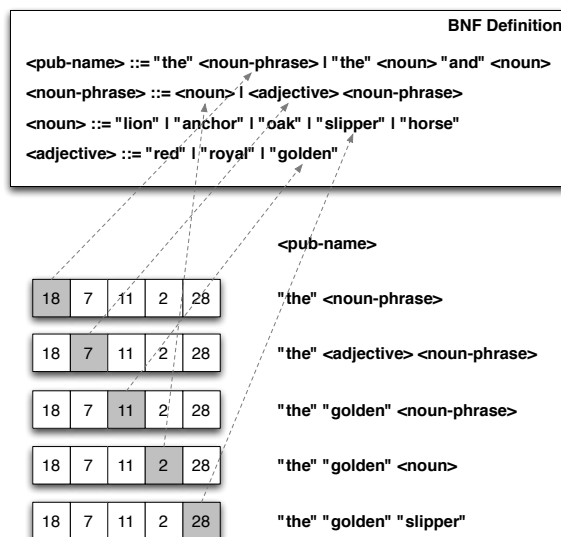 BNF Definition
<pub-name> ::= "the" <noun-phrase> | "the" <noun> "and" <noun>
<noun-phrase> ::= <noun> | <adjective> <noun-phrase>
<noun> ::= "lion" | "anchor" | "oak" | "slipper" | "horse"
<adjective> ::= "red" | "royal" | "golden"
<pub-name>
18 7 11 2 28 "the" <noun-phrase>
18 7 11 2 28 "the" <adjective> <noun-phrase>
18 7 11 2 28 "the" "golden" <noun-phrase>
18 7 11 2 28 "the" "golden" <noun>
18 7 11 2 28 "the" "golden" "slipper"